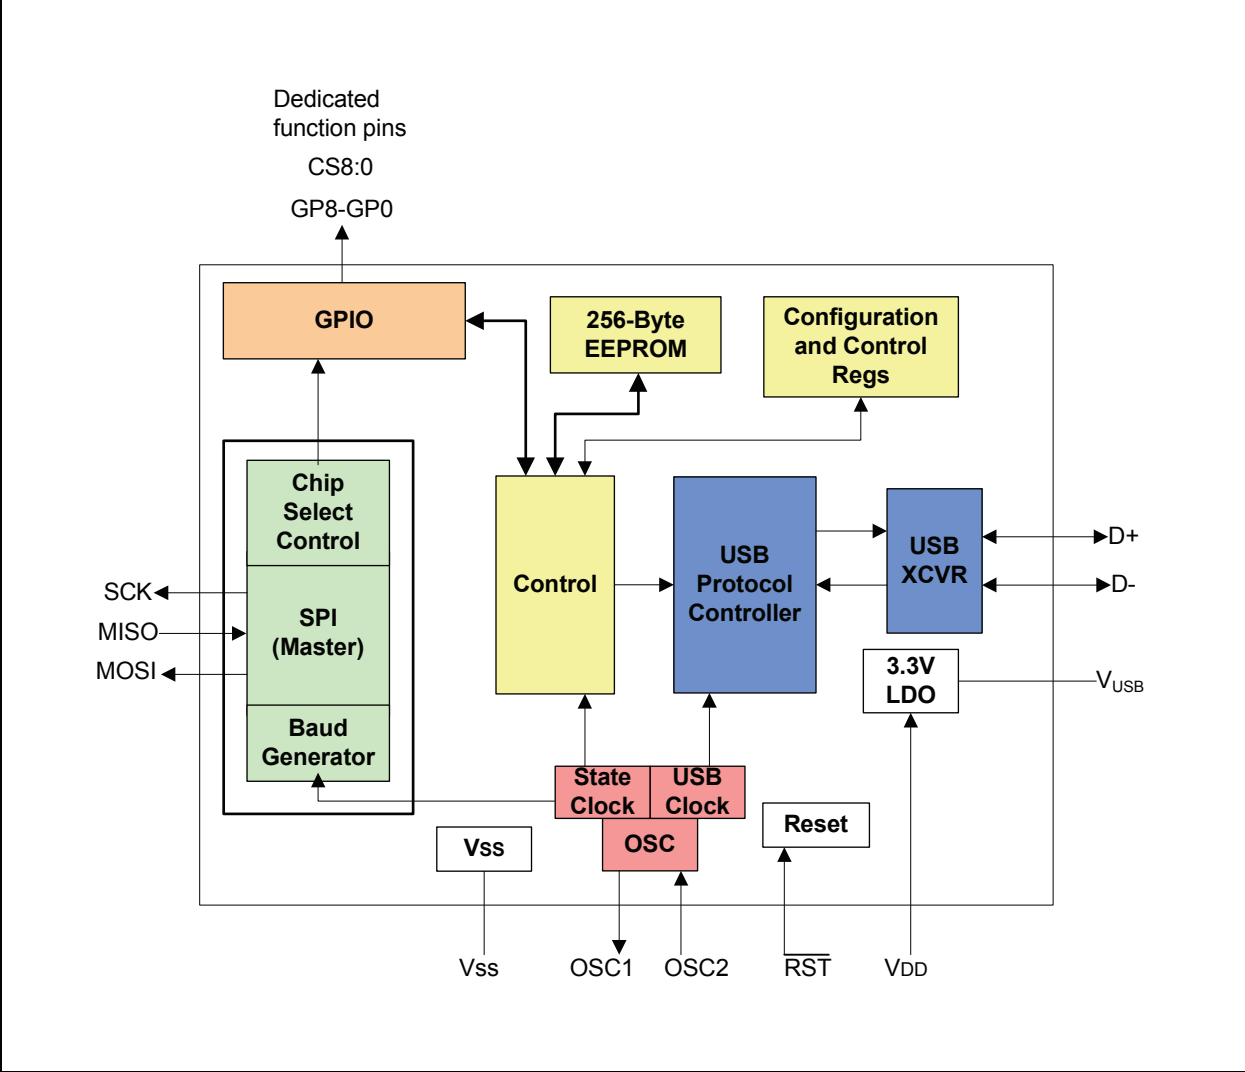 Dedicated
function pins
CS8:0
GP8-GP0
GPIO
256-Byte
EEPROM
Configuration
and Control
Regs
Chip
Select
Control
SPI
(Master)
Baud
Generator
SCK
MISO
MOSI
Control
USB
Protocol
Controller
USB
XCVR
D+
D-
3.3V
LDO
VUSB
State
Clock
USB
Clock
OSC
Reset
Vss
Vss
OSC1
OSC2
RST
VDD